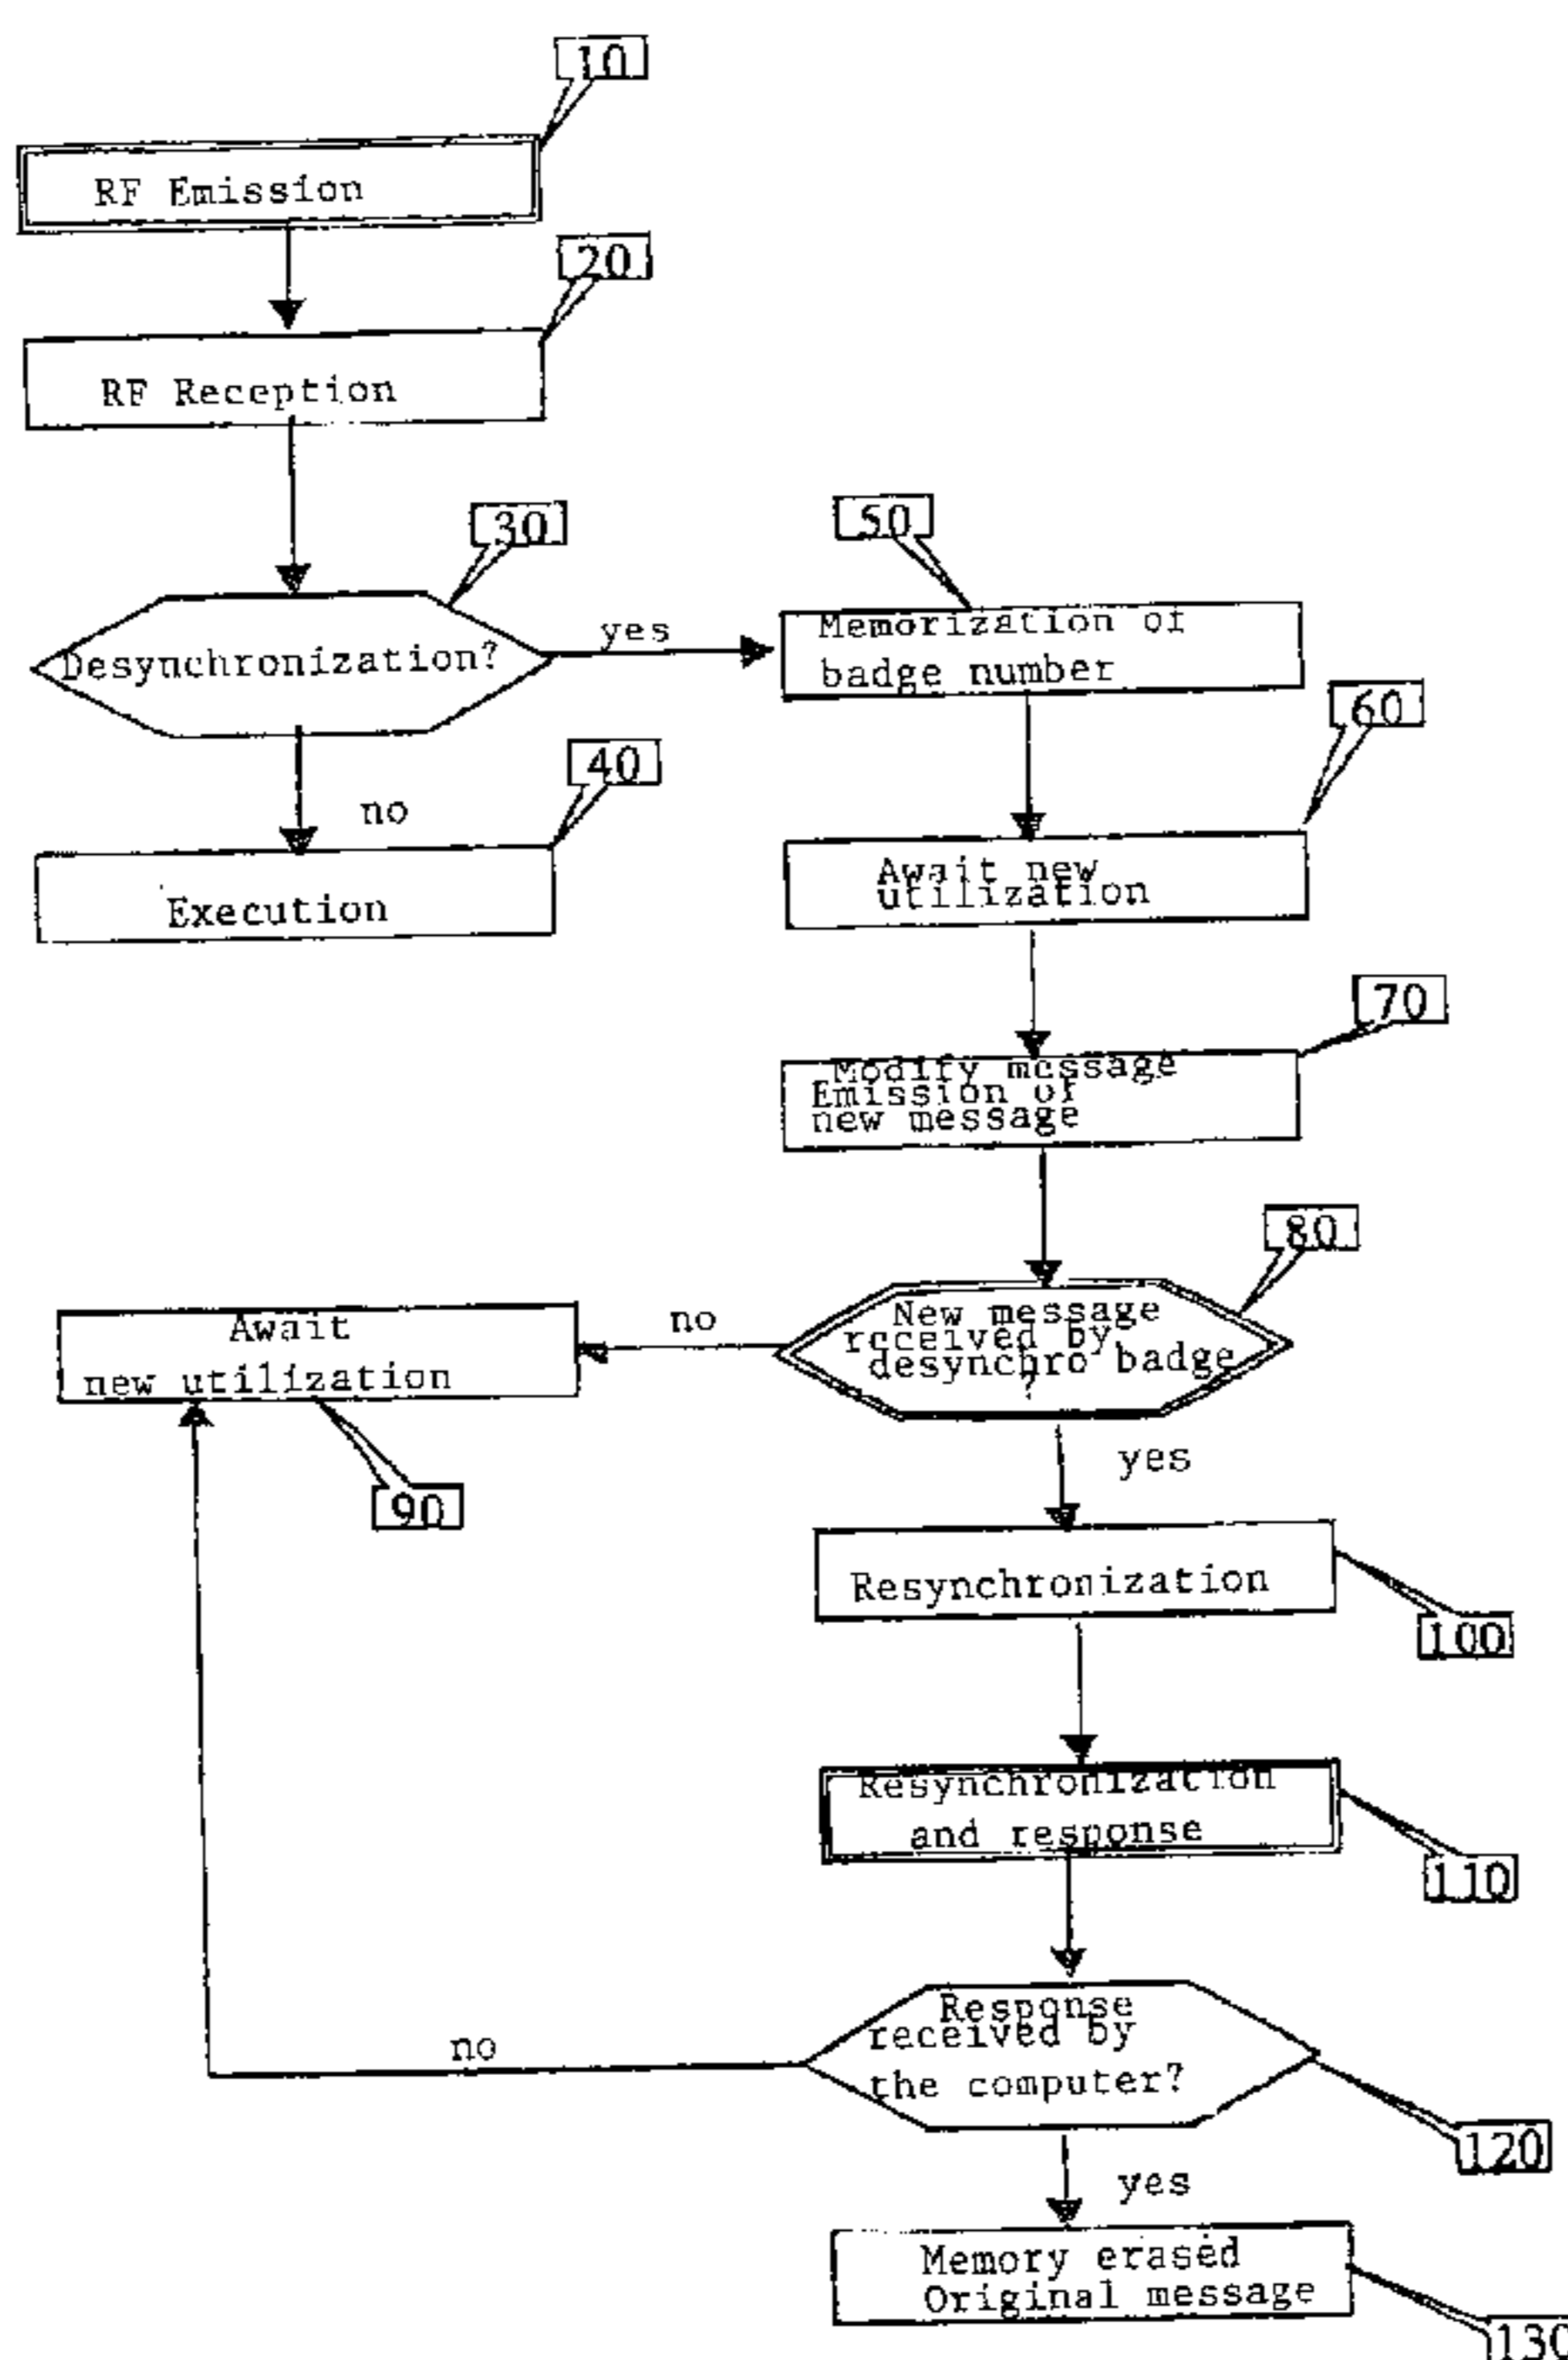 10
RF Emission
20
RF Reception
30
Desynchronization?
yes
no
40
Execution
50
Memorization of
badge number
60
Await new
utilization
70
Modify message
Emission of
new message
80
New message
received by
desynchro badge
?
no
Await
new utilization
90
yes
Resynchronization
100
Resynchronization
and response
110
Response
received by
the computer?
no
120
yes
Memory erased
Original message
130